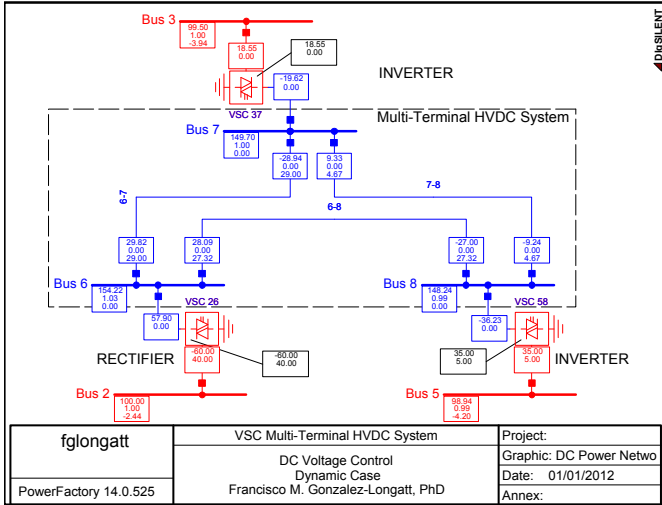 DIgSILENT
Bus 3
99.50
1.00
-3.94
18.55
0.00
18.55
0.00
-19.62
0.00
INVERTER
VSC 37
Multi-Terminal HVDC System
Bus 7
149.70
1.00
0.00
-28.94
0.00
29.00
9.33
0.00
4.67
6-7
7-8
6-8
29.82
0.00
29.00
28.09
0.00
27.32
-27.00
0.00
27.32
-9.24
0.00
4.67
Bus 6
154.22
1.03
0.00
Bus 8
148.24
0.99
0.00
VSC 26
VSC 58
57.90
0.00
-36.23
0.00
RECTIFIER
-60.00
40.00
-60.00
40.00
35.00
5.00
35.00
5.00
INVERTER
Bus 2
100.00
1.00
-2.44
Bus 5
98.94
0.99
-4.20
fglongatt
PowerFactory 14.0.525
VSC Multi-Terminal HVDC System
DC Voltage Control
Dynamic Case
Francisco M. Gonzalez-Longatt, PhD
Project:
Graphic: DC Power Netwo
Date: 01/01/2012
Annex: